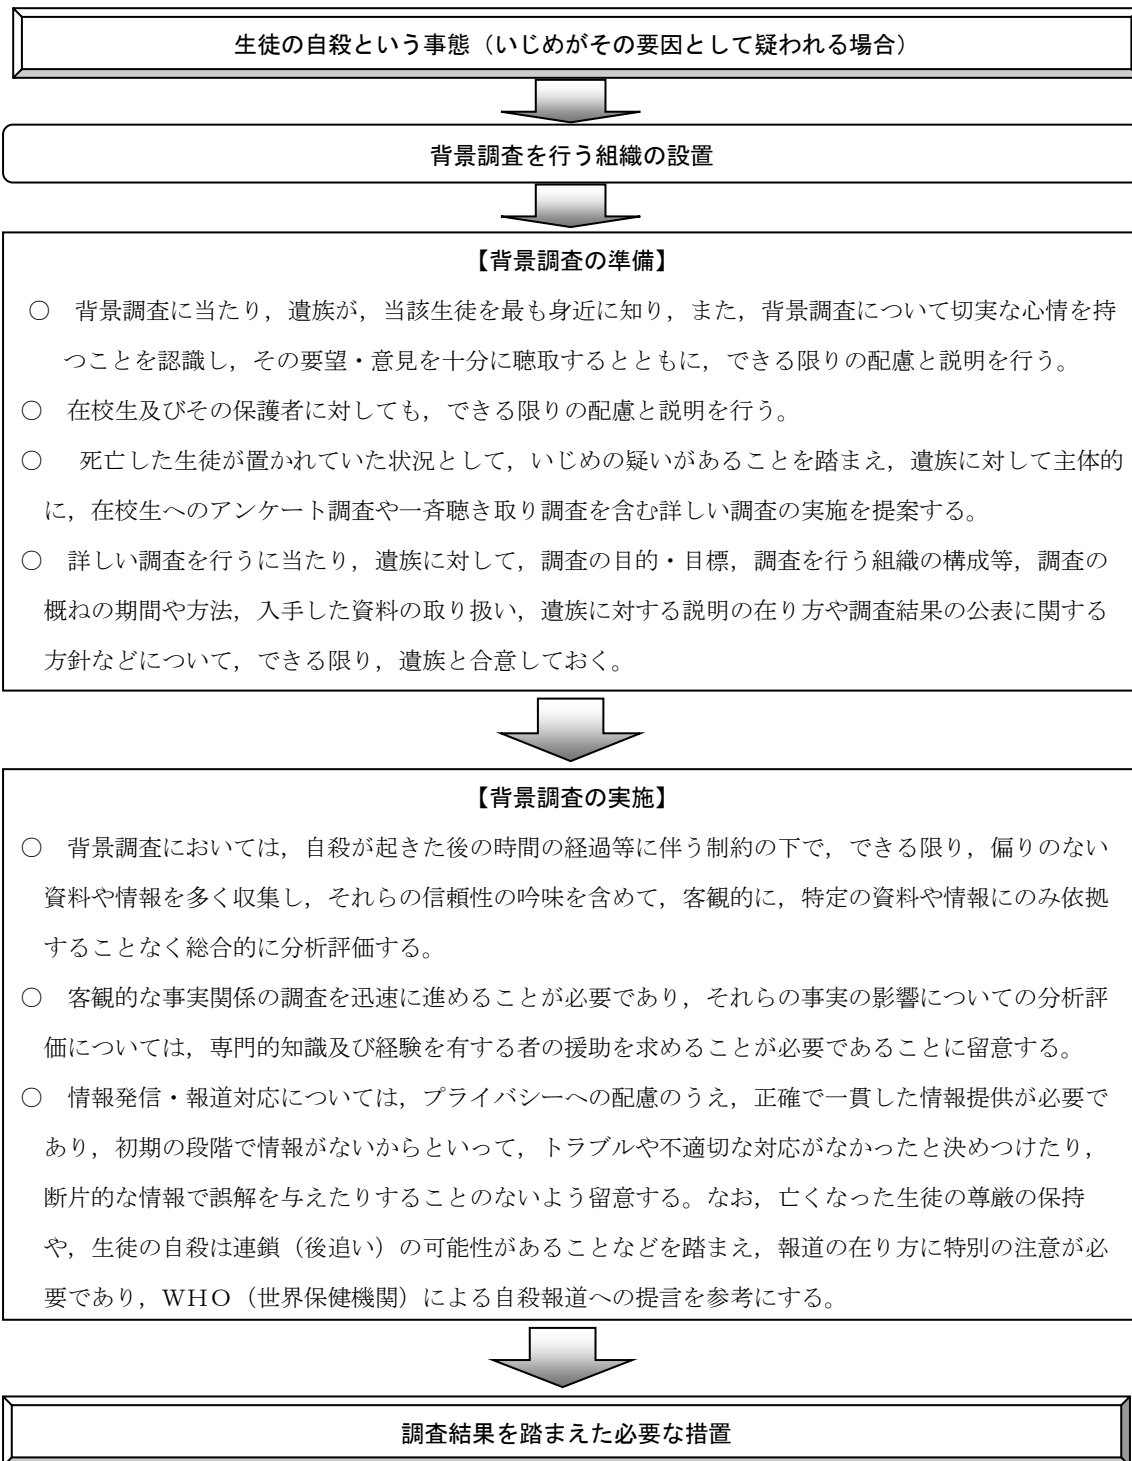 生徒の自殺という事態（いじめがその要因として疑われる場合）
背景調査を行う組織の設置
【背景調査の準備】
○　背景調査に当たり，遺族が，当該生徒を最も身近に知り，また，背景調査について切実な心情を持
つことを認識し，その要望・意見を十分に聴取するとともに，できる限りの配慮と説明を行う。
○　在校生及びその保護者に対しても，できる限りの配慮と説明を行う。
○　死亡した生徒が置かれていた状況として，いじめの疑いがあることを踏まえ，遺族に対して主体的
に，在校生へのアンケート調査や一斉聴き取り調査を含む詳しい調査の実施を提案する。
○　詳しい調査を行うに当たり，遺族に対して，調査の目的・目標，調査を行う組織の構成等，調査の
概ねの期間や方法，入手した資料の取り扱い，遺族に対する説明の在り方や調査結果の公表に関する
方針などについて，できる限り，遺族と合意しておく。
【背景調査の実施】
○　背景調査においては，自殺が起きた後の時間の経過等に伴う制約の下で，できる限り，偏りのない
資料や情報を多く収集し，それらの信頼性の吟味を含めて，客観的に，特定の資料や情報にのみ依拠
することなく総合的に分析評価する。
○　客観的な事実関係の調査を迅速に進めることが必要であり，それらの事実の影響についての分析評
価については，専門的知識及び経験を有する者の援助を求めることが必要であることに留意する。
○　情報発信・報道対応については，プライバシーへの配慮のうえ，正確で一貫した情報提供が必要で
あり，初期の段階で情報がないからといって，トラブルや不適切な対応がなかったと決めつけたり，
断片的な情報で誤解を与えたりすることのないよう留意する。なお，亡くなった生徒の尊厳の保持
や，生徒の自殺は連鎖（後追い）の可能性があることなどを踏まえ，報道の在り方に特別の注意が必
要であり，ＷＨＯ（世界保健機関）による自殺報道への提言を参考にする。
調査結果を踏まえた必要な措置